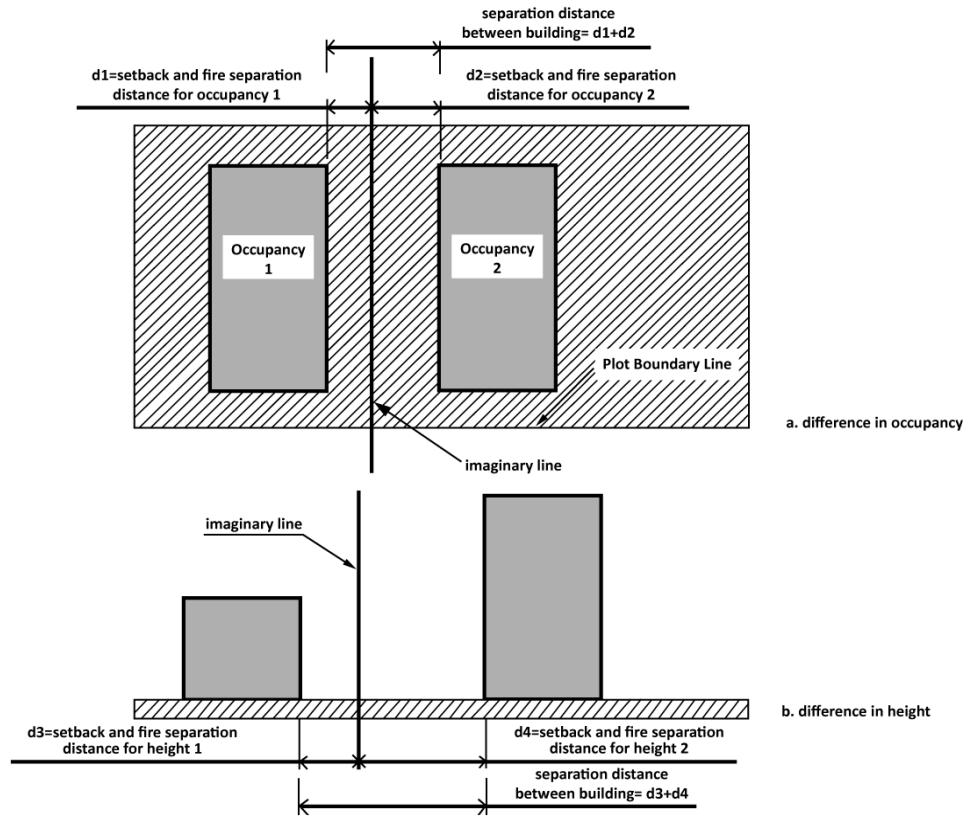 separation distance
between building= d1+d2
d1=setback and fire separation
distance for occupancy 1
d2=setback and fire separation
distance for occupancy 2
Occupancy
1
Occupancy
2
Plot Boundary Line
a. difference in occupancy
imaginary line
imaginary line
b. difference in height
d3=setback and fire separation
distance for height 1
d4=setback and fire separation
distance for height 2
separation distance
between building= d3+d4